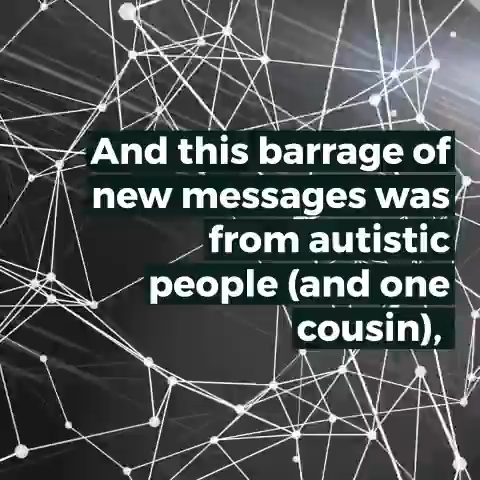 And this barrage of
new messages was
from autistic
people (and one
cousin),